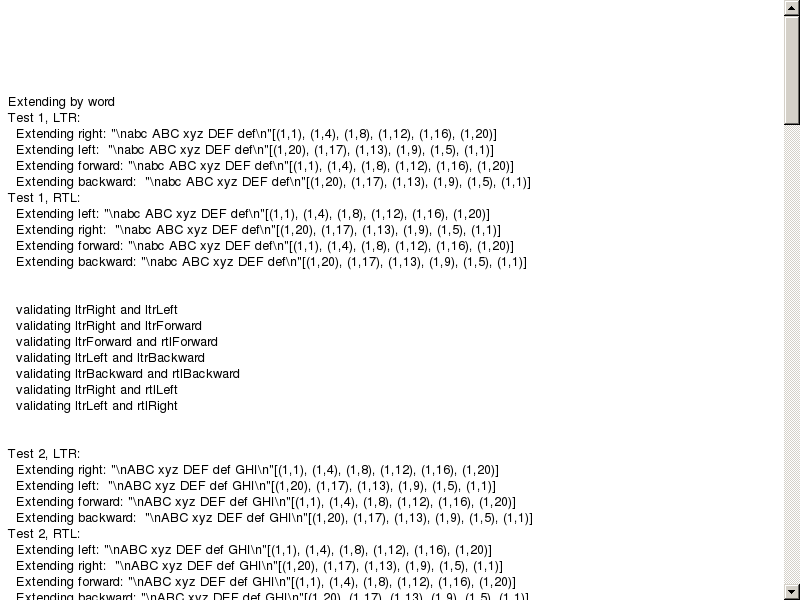 Extending by word
Test 1, LTR:
Extending right: "\nabc ABC xyz DEF def\n"[(1,1), (1,4), (1,8), (1,12), (1,16), (1,20)]
Extending left:  "\nabc ABC xyz DEF def\n"[(1,20), (1,17), (1,13), (1,9), (1,5), (1,1)]
Extending forward: "\nabc ABC xyz DEF def\n"[(1,1), (1,4), (1,8), (1,12), (1,16), (1,20)]
Extending backward:  "\nabc ABC xyz DEF def\n"[(1,20), (1,17), (1,13), (1,9), (1,5), (1,1)]
Test 1, RTL:
Extending left: "\nabc ABC xyz DEF def\n"[(1,1), (1,4), (1,8), (1,12), (1,16), (1,20)]
Extending right:  "\nabc ABC xyz DEF def\n"[(1,20), (1,17), (1,13), (1,9), (1,5), (1,1)]
Extending forward: "\nabc ABC xyz DEF def\n"[(1,1), (1,4), (1,8), (1,12), (1,16), (1,20)]
Extending backward: "\nabc ABC xyz DEF def\n"[(1,20), (1,17), (1,13), (1,9), (1,5), (1,1)]
validating ltrRight and ltrLeft
validating ltrRight and ltrForward
validating ltrForward and rtlForward
validating ltrLeft and ltrBackward
validating ltrBackward and rtlBackward
validating ltrRight and rtlLeft
validating ltrLeft and rtlRight
Test 2, LTR:
Extending right: "\nABC xyz DEF def GHI\n"[(1,1), (1,4), (1,8), (1,12), (1,16), (1,20)]
Extending left:  "\nABC xyz DEF def GHI\n"[(1,20), (1,17), (1,13), (1,9), (1,5), (1,1)]
Extending forward: "\nABC xyz DEF def GHI\n"[(1,1), (1,4), (1,8), (1,12), (1,16), (1,20)]
Extending backward:  "\nABC xyz DEF def GHI\n"[(1,20), (1,17), (1,13), (1,9), (1,5), (1,1)]
Test 2, RTL:
Extending left: "\nABC xyz DEF def GHI\n"[(1,1), (1,4), (1,8), (1,12), (1,16), (1,20)]
Extending right:  "\nABC xyz DEF def GHI\n"[(1,20), (1,17), (1,13), (1,9), (1,5), (1,1)]
Extending forward: "\nABC xyz DEF def GHI\n"[(1,1), (1,4), (1,8), (1,12), (1,16), (1,20)]
Extending backward: "\nABC xyz DEF def GHI\n"[(1,20), (1,17), (1,13), (1,9), (1,5), (1,1)]